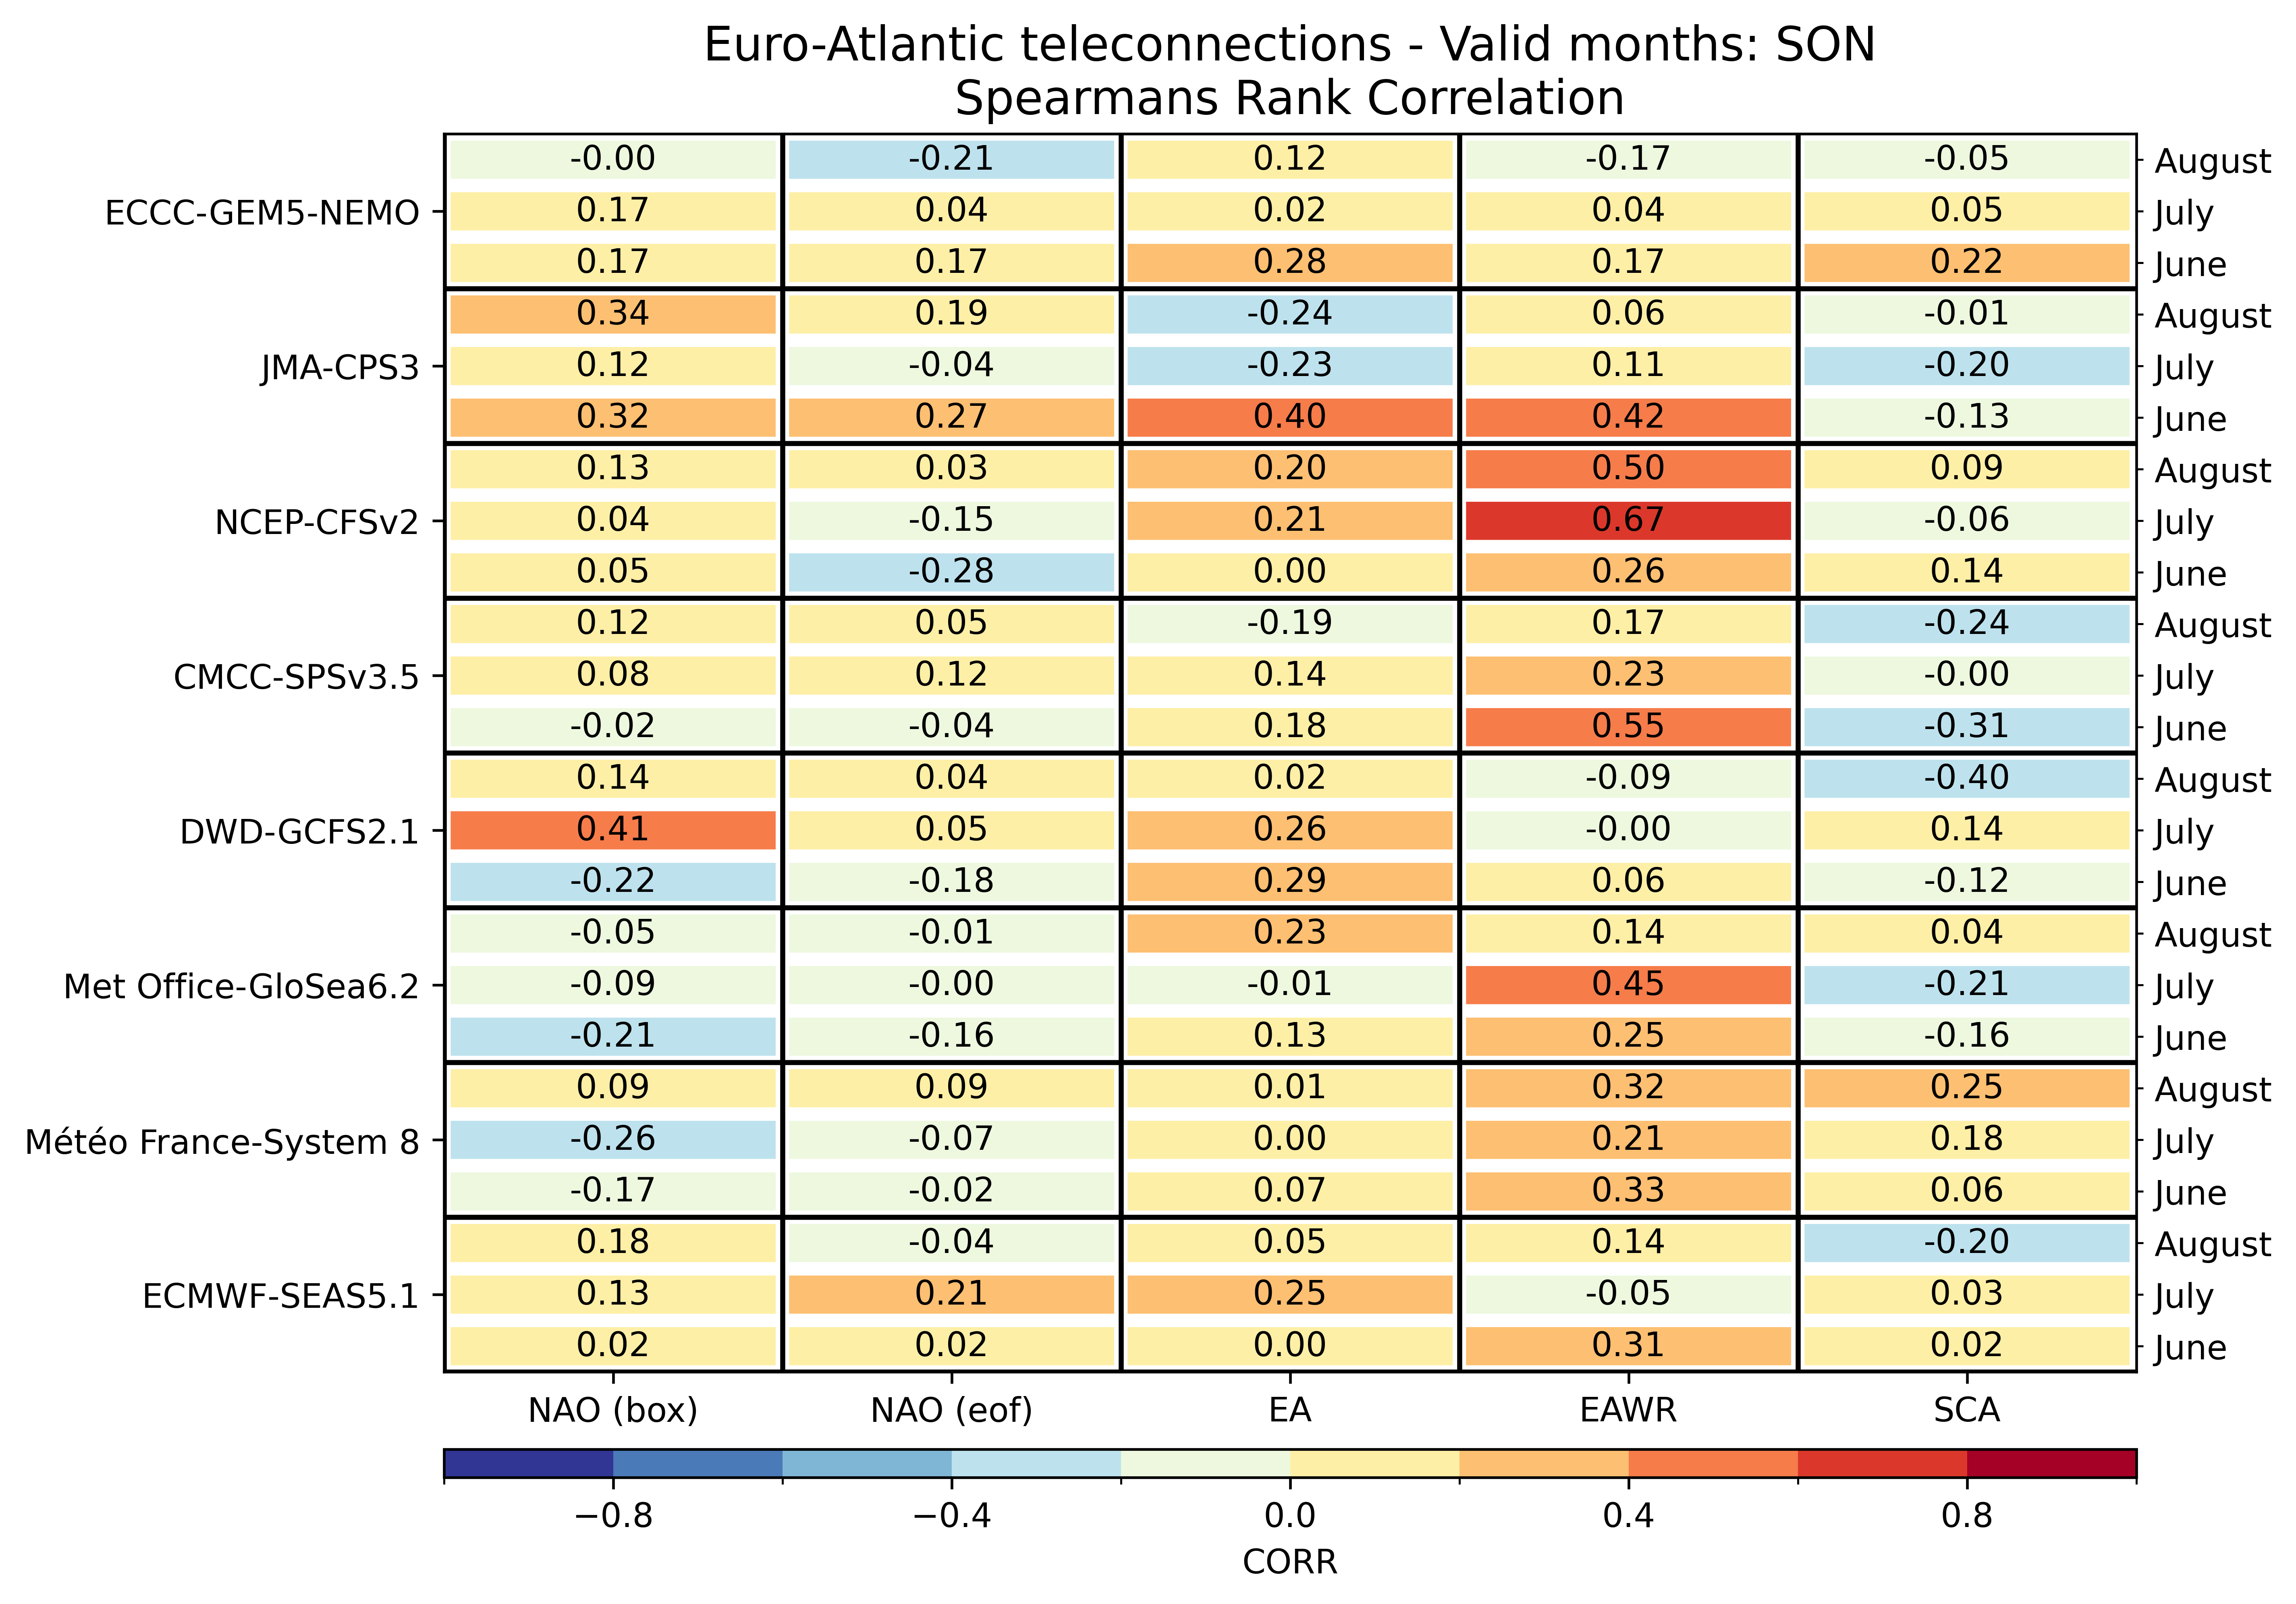 Euro-Atlantic teleconnections - Valid months: SON
Spearmans Rank Correlation
-0.00 -0.21 0.12 -0.17 -0.05 August
ECCC-GEM5-NEMO 0.17 0.04 0.02 0.04 0.05 July
0.17 0.17 0.28 0.17 0.22 June
0.34 0.19 -0.24 0.06 -0.01 August
JMA-CPS3 0.12 -0.04 -0.23 0.11 -0.20 July
0.32 0.27 0.40 0.42 -0.13 June
0.13 0.03 0.20 0.50 0.09 August
NCEP-CFSv2 0.04 -0.15 0.21 0.67 -0.06 July
0.05 -0.28 0.00 0.26 0.14 June
0.12 0.05 -0.19 0.17 -0.24 August
CMCC-SPSv3.5 0.08 0.12 0.14 0.23 -0.00 July
-0.02 -0.04 0.18 0.55 -0.31 June
0.14 0.04 0.02 -0.09 -0.40 August
DWD-GCFS2.1 0.41 0.05 0.26 -0.00 0.14 July
-0.22 -0.18 0.29 0.06 -0.12 June
-0.05 -0.01 0.23 0.14 0.04 August
Met Office-GloSea6.2 -0.09 -0.00 -0.01 0.45 -0.21 July
-0.21 -0.16 0.13 0.25 -0.16 June
0.09 0.09 0.01 0.32 0.25 August
Météo France-System 8 -0.26 -0.07 0.00 0.21 0.18 July
-0.17 -0.02 0.07 0.33 0.06 June
0.18 -0.04 0.05 0.14 -0.20 August
ECMWF-SEAS5.1 0.13 0.21 0.25 -0.05 0.03 July
0.02 0.02 0.00 0.31 0.02 June
NAO (box) NAO (eof) EA EAWR SCA
−0.8 −0.4 0.0 0.4 0.8
CORR